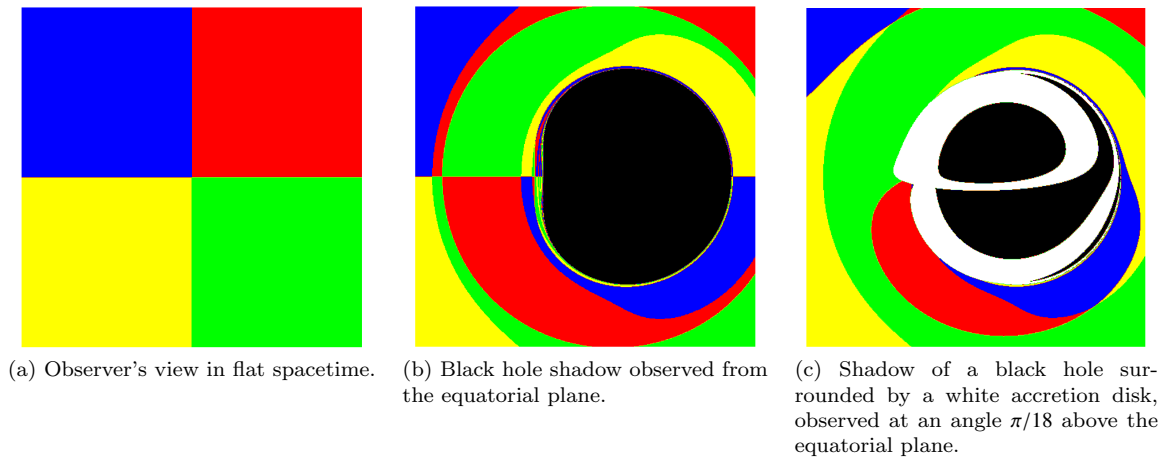 (a) Observer's view in flat spacetime.
(b) Black hole shadow observed from
the equatorial plane.
(c) Shadow of a black hole sur-
rounded by a white accretion disk,
observed at an angle π/18 above the
equatorial plane.